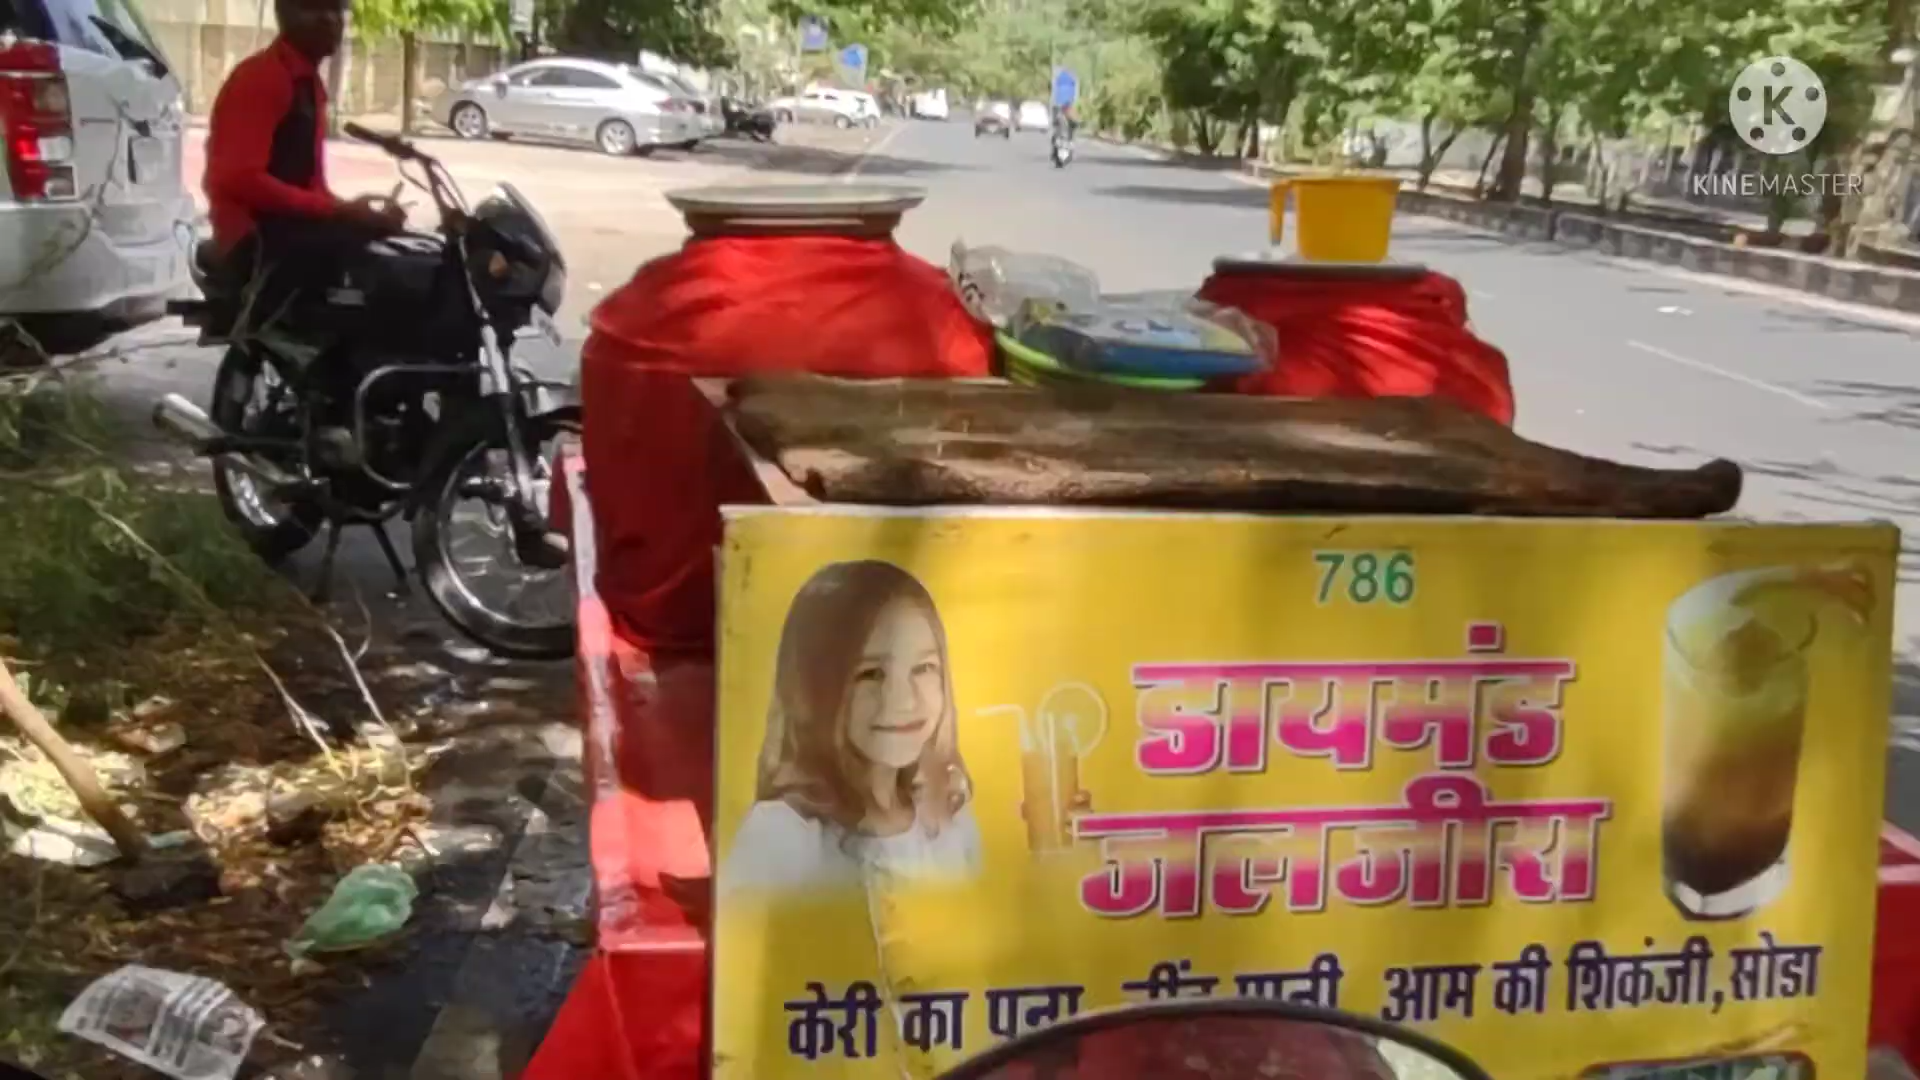 K
KINEMASTER
786
डायमंड
जलजीरा
केरी का पना, नींबू पानी, आम की शिकंजी, सोडा